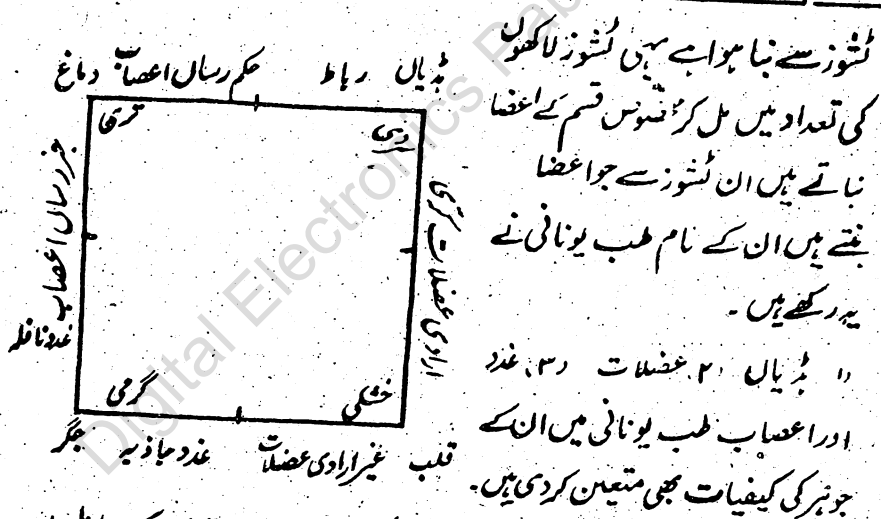 ٹشوز سے بنا ہوا ہے یہی ٹشوز لاکھوں
کی تعداد میں مل کر مخصوص قسم کے اعضا
بناتے ہیں ان ٹشوز سے جو اعضا
بنتے ہیں ان کے نام طب یونانی نے
یہ رکھے ہیں۔
(۱) ہڈیاں (۲) عضلات (۳) غدد
اور اعصاب طب یونانی میں ان کے
جوہر کی کیفیات بھی متعین کردی ہیں۔
ہڈیاں رباط حکم رساں اعصاب دماغ
تری
سردی
خبر رساں اعصاب
غدد ناقلہ
ارادی عضلات
گرمی
خشکی
قلب غیر ارادی عضلات غدد جاذبہ جگر
Digital Electronics